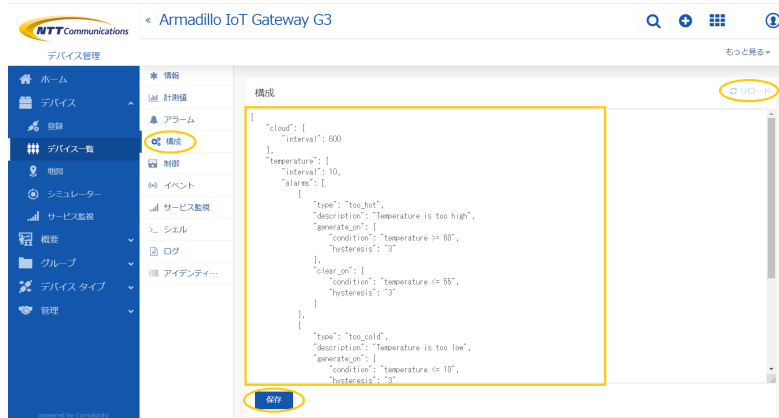 NTT Communications
« Armadillo IoT Gateway G3
デバイス管理
もっと見る
ホーム
デバイス
登録
デバイス一覧
地図
シミュレーター
サービス監視
概要
グループ
デバイス タイプ
管理
powered by Cumulocity
情報
計測値
アラーム
構成
制御
イベント
サービス監視
シェル
ログ
アイデンティ…
構成
リロード
{
"cloud": {
"interval": 600
},
"temperature": {
"interval": 10,
"alarms": [
{
"type": "too_hot",
"description": "Temperature is too high",
"generate_on": {
"condition": "temperature >= 60",
"hysteresis": "3"
},
"clear_on": {
"condition": "temperature <= 55",
"hysteresis": "3"
}
},
{
"type": "too_cold",
"description": "Temperature is too low",
"generate_on": {
"condition": "temperature <= 10",
"hysteresis": "3"
保存